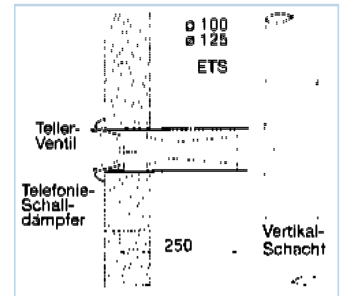 ø 100
ø 125
ETS
Teller-
Ventil
Telefonie-
Schall-
dämpfer
250
Vertikal-
Schacht